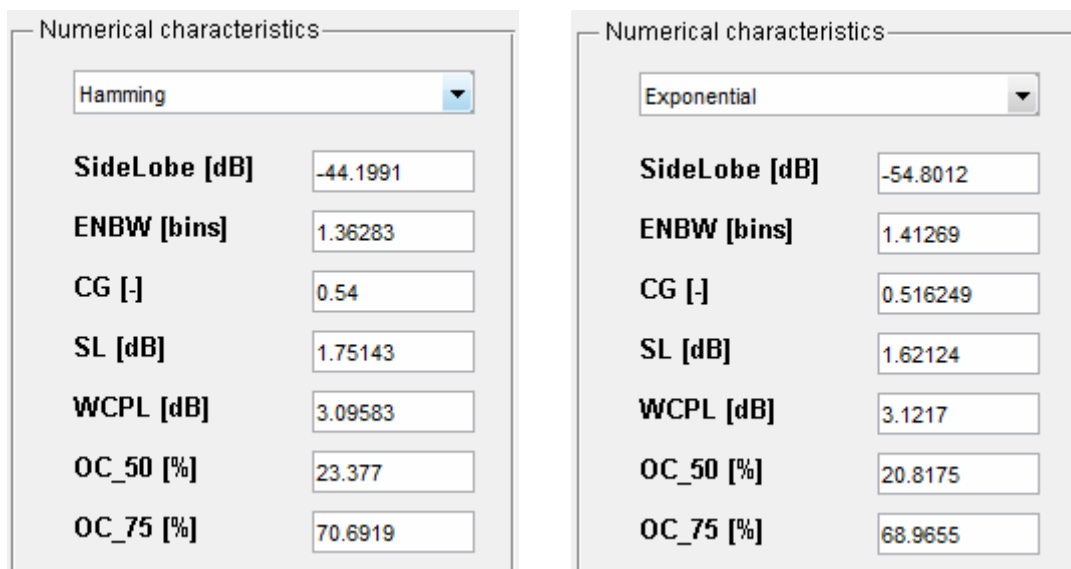 Numerical characteristics
Hamming
SideLobe [dB] -44.1991
ENBW [bins] 1.36283
CG [-] 0.54
SL [dB] 1.75143
WCPL [dB] 3.09583
OC_50 [%] 23.377
OC_75 [%] 70.6919
Numerical characteristics
Exponential
SideLobe [dB] -54.8012
ENBW [bins] 1.41269
CG [-] 0.516249
SL [dB] 1.62124
WCPL [dB] 3.1217
OC_50 [%] 20.8175
OC_75 [%] 68.9655